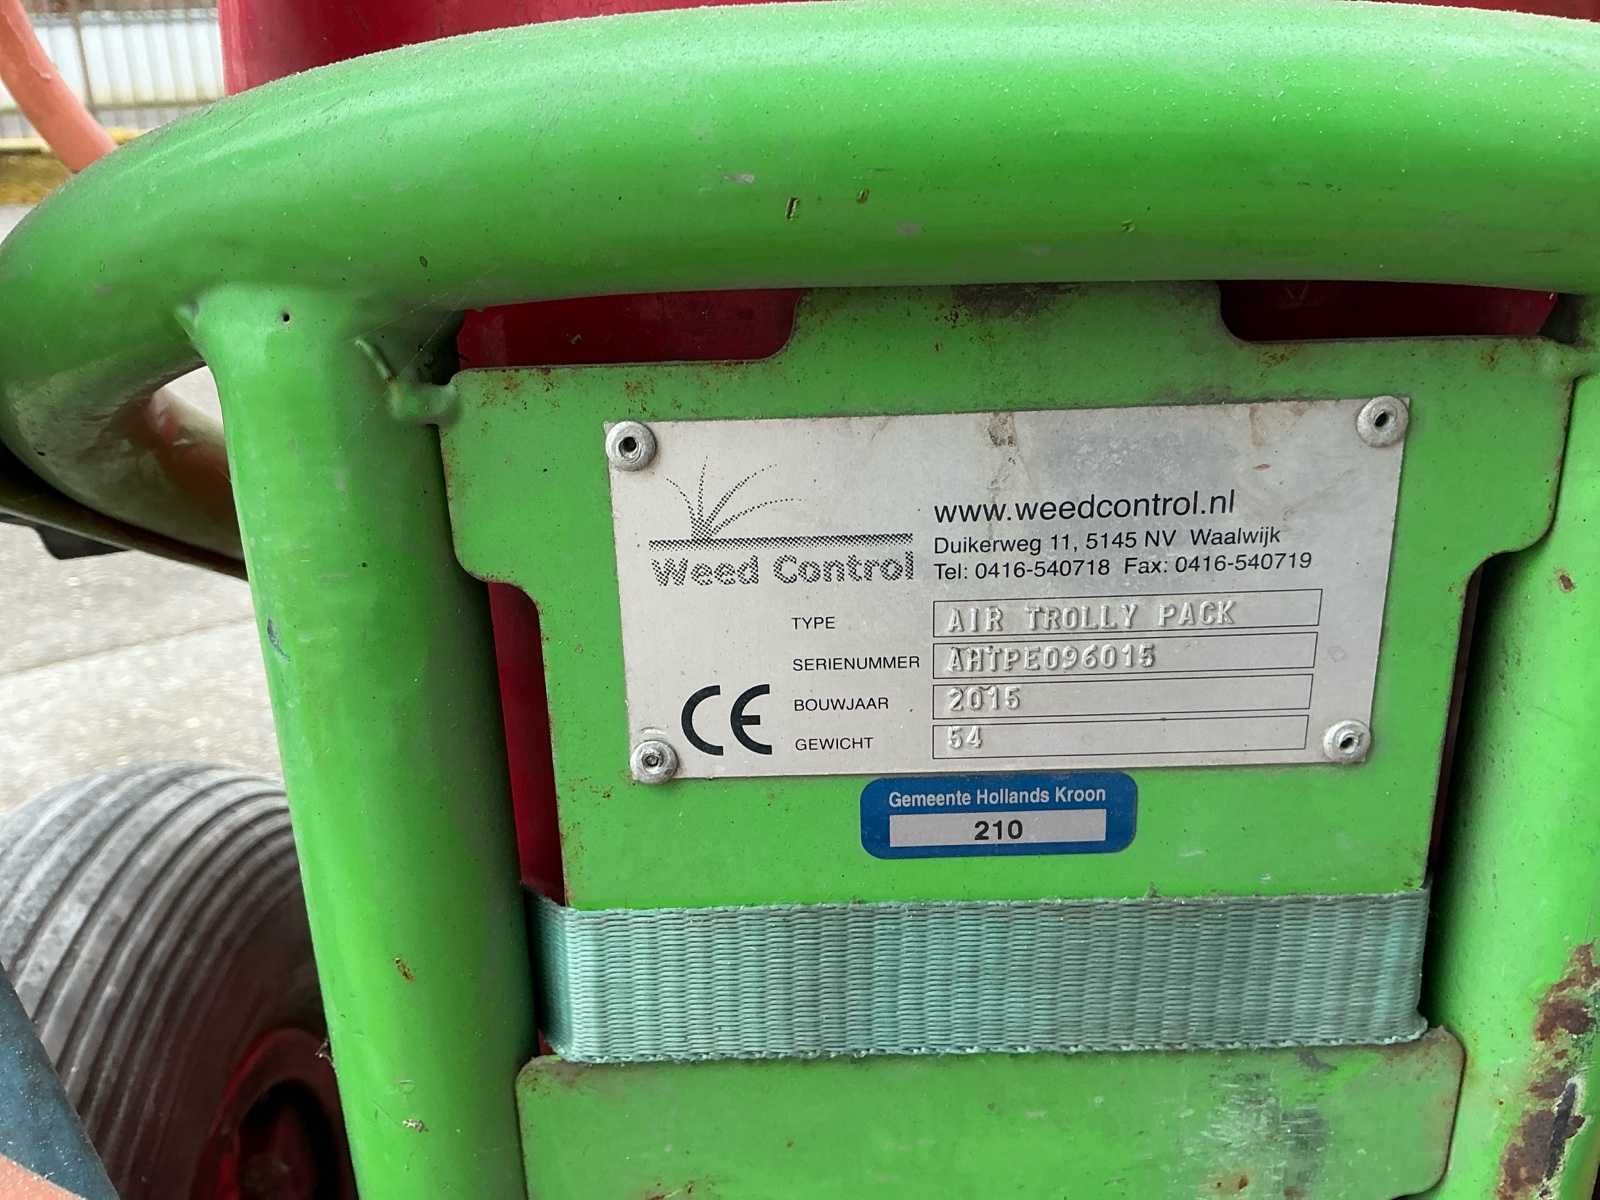 www.weedcontrol.nl
Duikerweg 11, 5145 NV Waalwijk
Tel: 0416-540718 Fax: 0416-540719
Weed Control
TYPE AIR TROLLY PACK
SERIENUMMER AHTPE096015
BOUWJAAR 2015
GEWICHT 54
CE
Gemeente Hollands Kroon
210